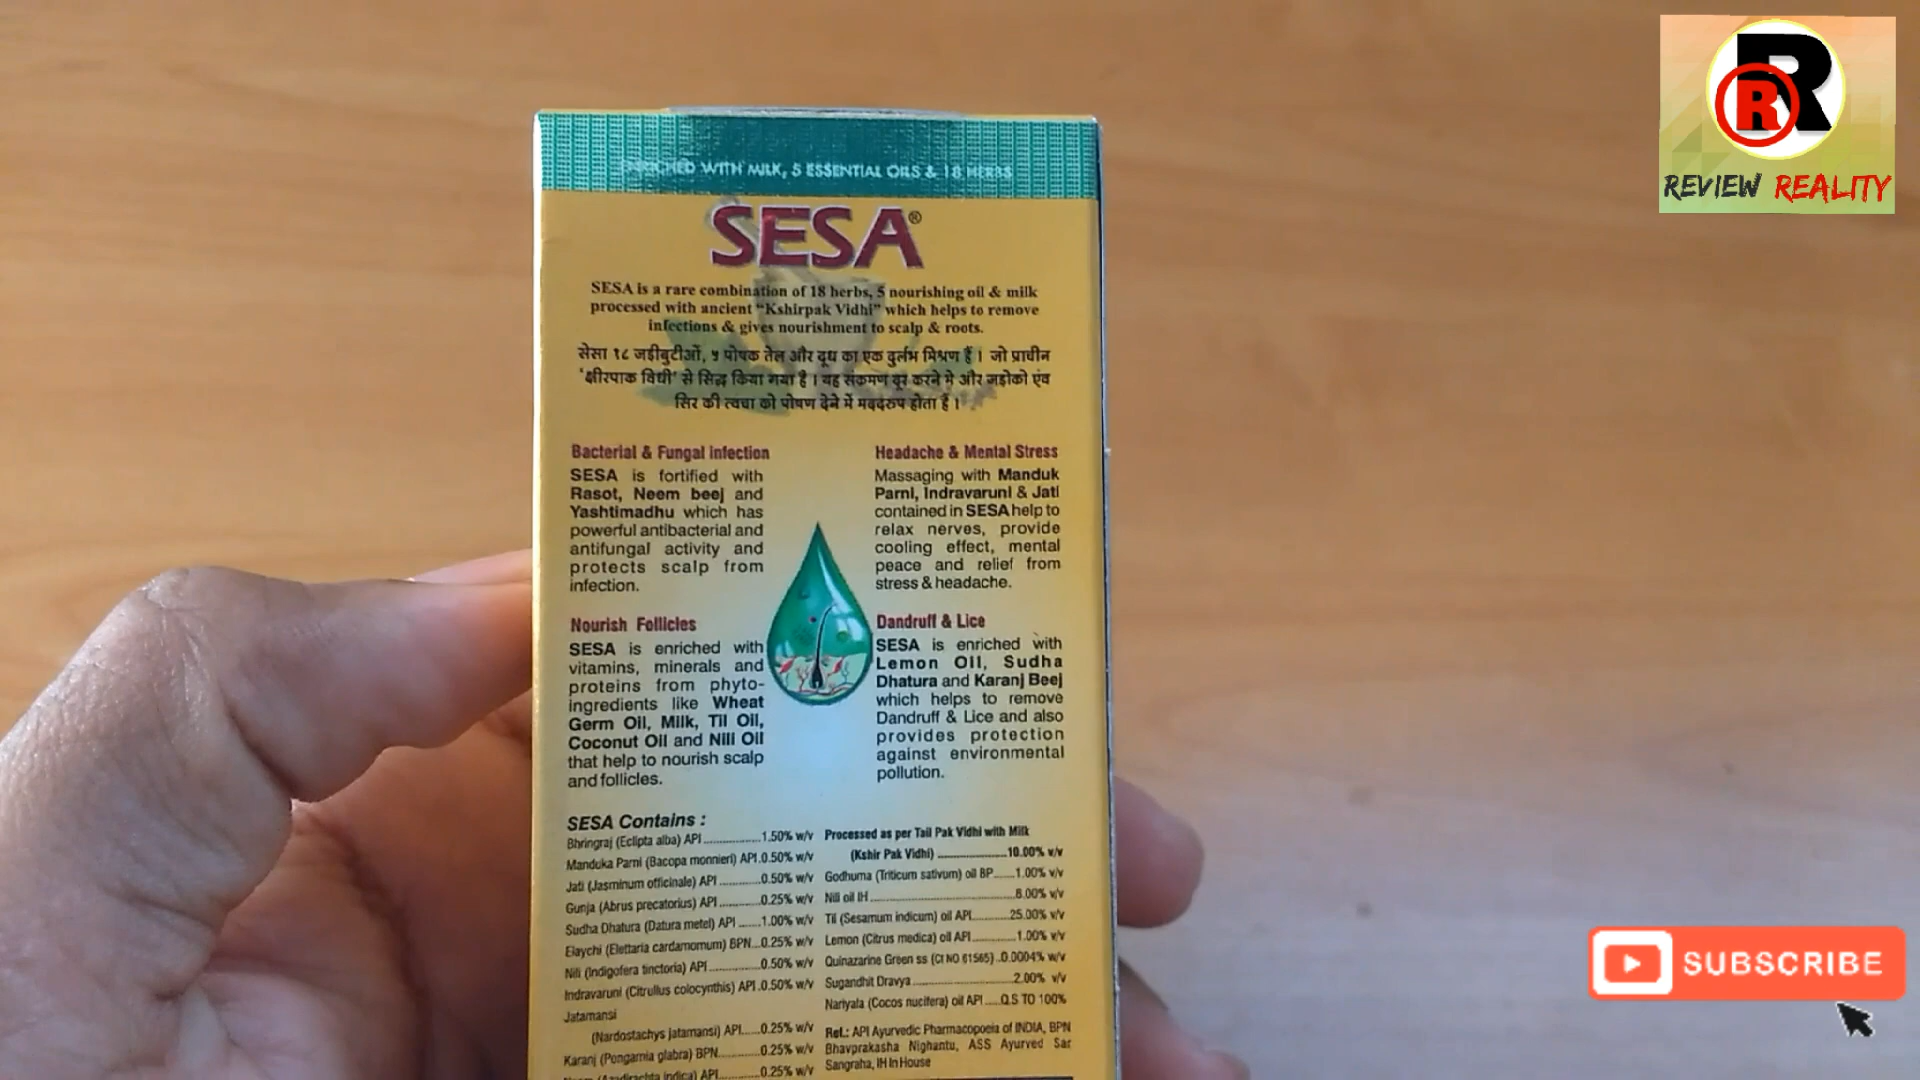 R
R
REVIEW REALITY
ENRICHED WITH MILK, 5 ESSENTIAL OILS & 18 HERBS
SESA®
SESA is a rare combination of 18 herbs, 5 nourishing oil & milk
processed with ancient “Kshirpak Vidhi” which helps to remove
infections & gives nourishment to scalp & roots.
सेसा १८ जड़ीबुटीओं, ५ पोषक तेल और दूध का एक दुर्लभ मिश्रण हैं। जो प्राचीन
‘क्षीरपाक विधी’ से सिद्ध किया गया है। यह संक्रमण दूर करने मे और जड़ोको एंव
सिर की त्वचा को पोषण देने में मददरुप होता है।
Bacterial & Fungal infection
SESA is fortified with
Rasot, Neem beej and
Yashtimadhu which has
powerful antibacterial and
antifungal activity and
protects scalp from
infection.
Headache & Mental Stress
Massaging with Manduk
Parni, Indravaruni & Jati
contained in SESA help to
relax nerves, provide
cooling effect, mental
peace and relief from
stress & headache.
Nourish Follicles
SESA is enriched with
vitamins, minerals and
proteins from phyto-
ingredients like Wheat
Germ Oil, Milk, Til Oil,
Coconut Oil and Nili Oil
that help to nourish scalp
and follicles.
Dandruff & Lice
SESA is enriched with
Lemon Oil, Sudha
Dhatura and Karanj Beej
which helps to remove
Dandruff & Lice and also
provides protection
against environmental
pollution.
SESA Contains :
Bhringraj (Eclipta alba) API ..................1.50% w/v
Manduka Parni (Bacopa monnieri) API.0.50% w/v
Jati (Jasminum officinale) API .............0.50% w/v
Gunja (Abrus precatorius) API .............0.25% w/v
Sudha Dhatura (Datura metel) API .......1.00% w/v
Elaychi (Elettaria cardamomum) BPN...0.25% w/v
Nili (Indigofera tinctoria) API ................0.50% w/v
Indravaruni (Citrullus colocynthis) API .0.50% w/v
Jatamansi
(Nardostachys jatamansi) API.....0.25% w/v
Karanj (Pongamia glabra) BPN.............0.25% w/v
Neem (Azadirachta indica) API.............0.25% w/v
Processed as per Tail Pak Vidhi with Milk
(Kshir Pak Vidhi) ......................10.00% v/v
Godhuma (Triticum sativum) oil BP.......1.00% v/v
Nili oil IH .............................................8.00% v/v
Til (Sesamum indicum) oil API............25.00% v/v
Lemon (Citrus medica) oil API..............1.00% v/v
Quinazarine Green ss (CI NO 61565)..0.0004% w/v
Sugandhit Dravya ................................2.00% v/v
Nariyala (Cocos nucifera) oil API .....Q.S TO 100%
Ref.: API Ayurvedic Pharmacopoeia of INDIA, BPN
Bhavprakasha Nighantu, ASS Ayurved Sar
Sangraha, IH In House
SUBSCRIBE